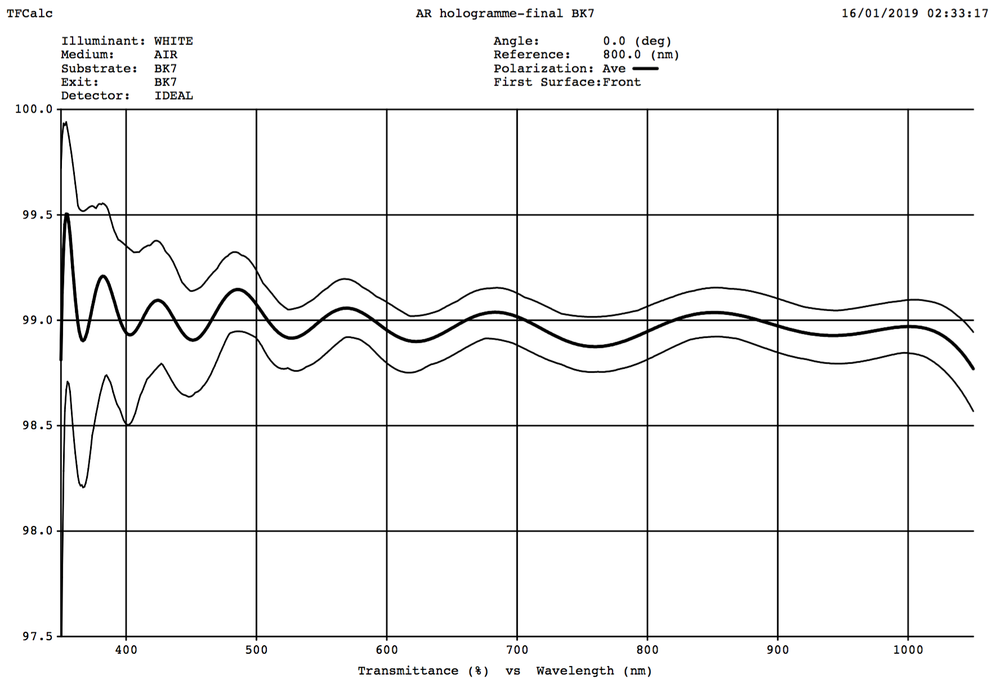 TFCalc AR hologramme-final BK7 16/01/2019 02:33:17
Illuminant: WHITE Angle: 0.0 (deg)
Medium: AIR Reference: 800.0 (nm)
Substrate: BK7 Polarization: Ave
Exit: BK7 First Surface:Front
Detector: IDEAL
100.0
99.5
99.0
98.5
98.0
97.5
400 500 600 700 800 900 1000
Transmittance (%) vs Wavelength (nm)